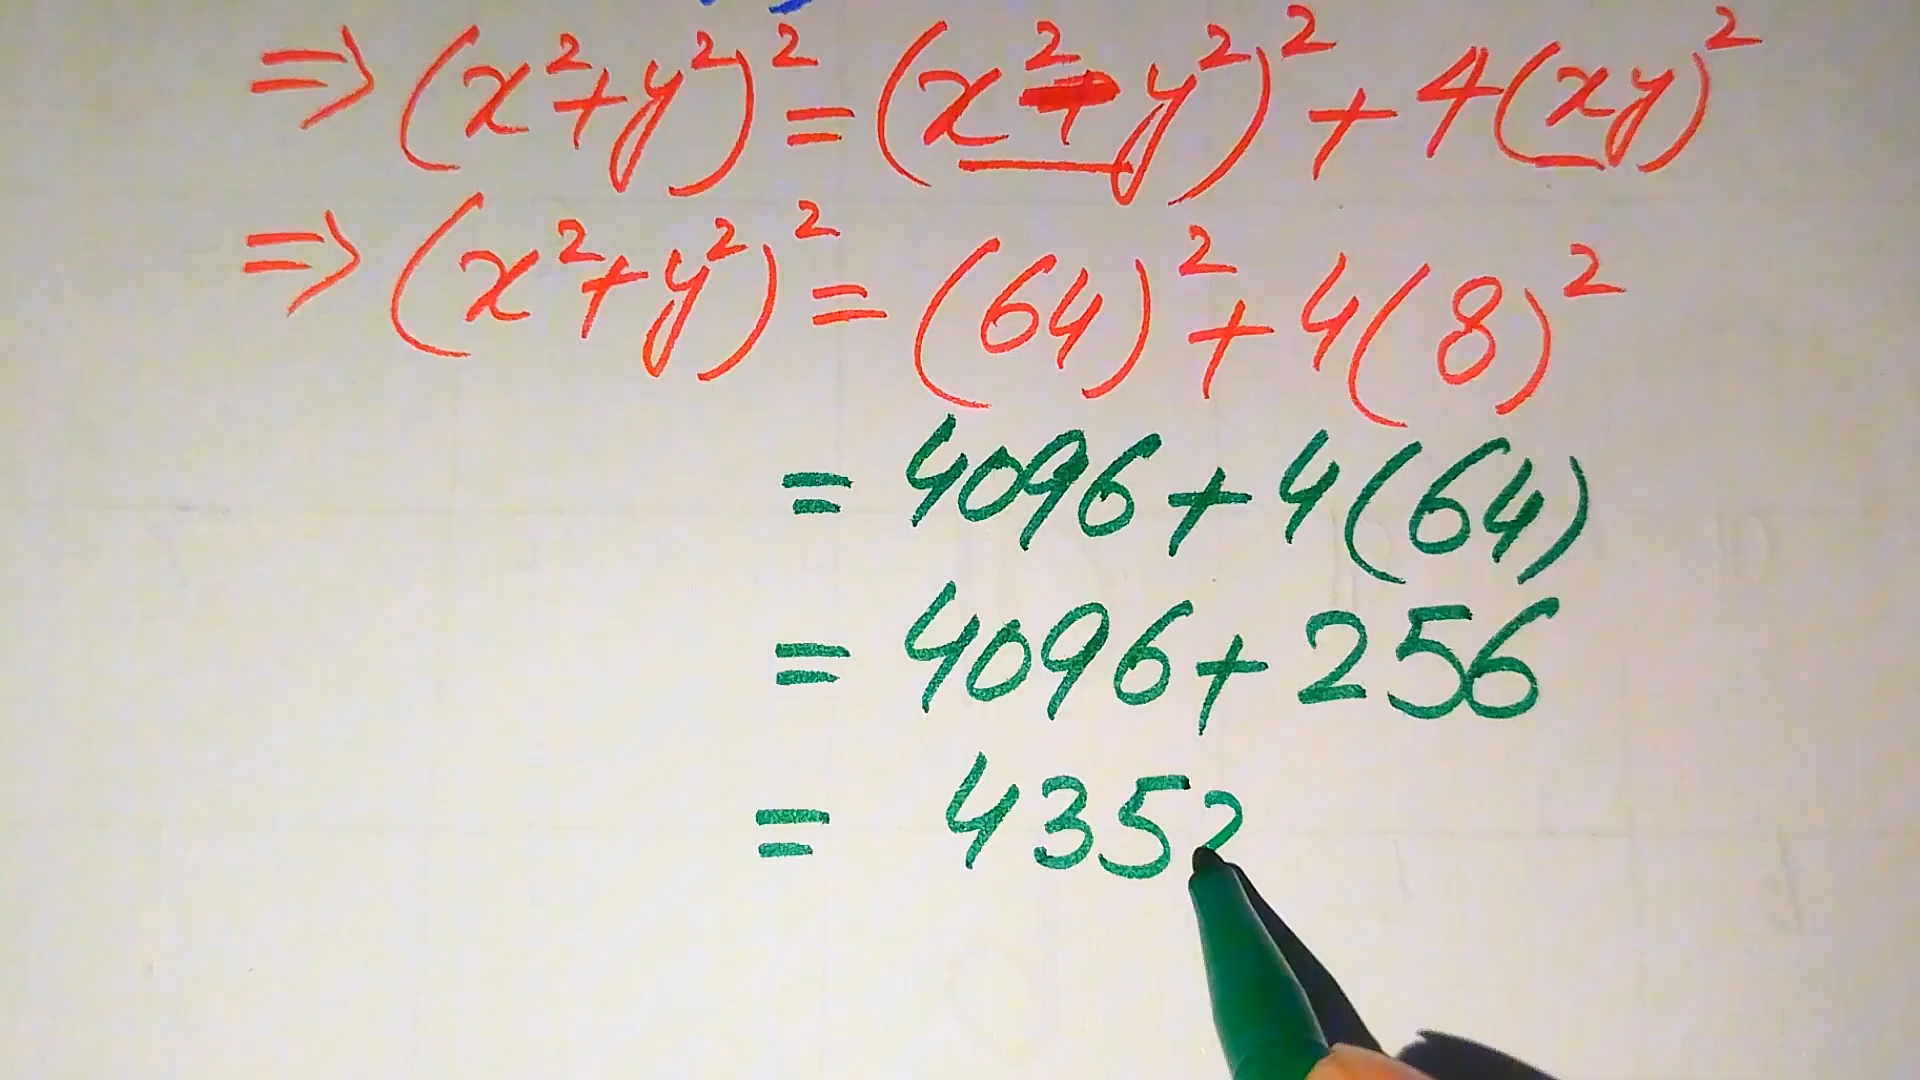 ⇒ (x²+y²)² = (x²-y²)² + 4(xy)²
⇒ (x²+y²)² = (64)² + 4(8)²
= 4096 + 4(64)
= 4096 + 256
= 4352